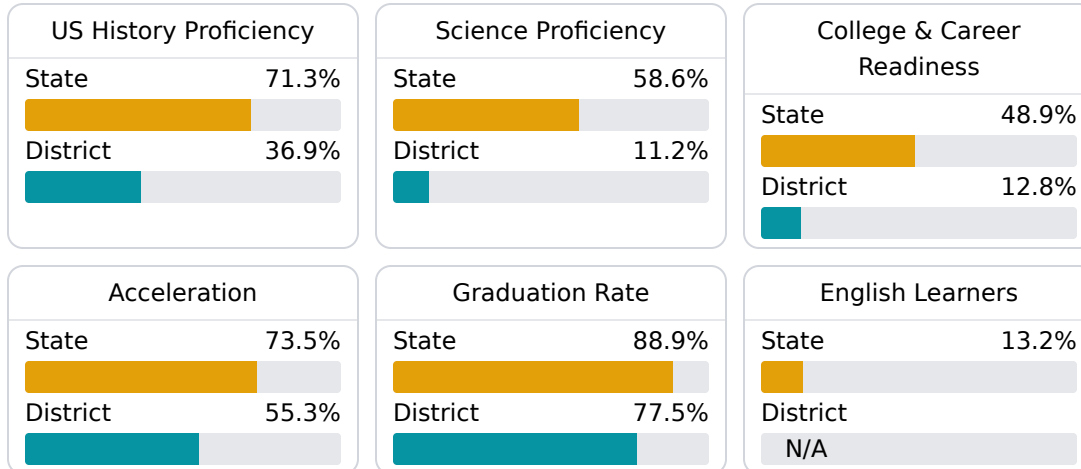 US History Proficiency
State 71.3%
District 36.9%
Science Proficiency
State 58.6%
District 11.2%
College & Career
Readiness
State 48.9%
District 12.8%
Acceleration
State 73.5%
District 55.3%
Graduation Rate
State 88.9%
District 77.5%
English Learners
State 13.2%
District
N/A